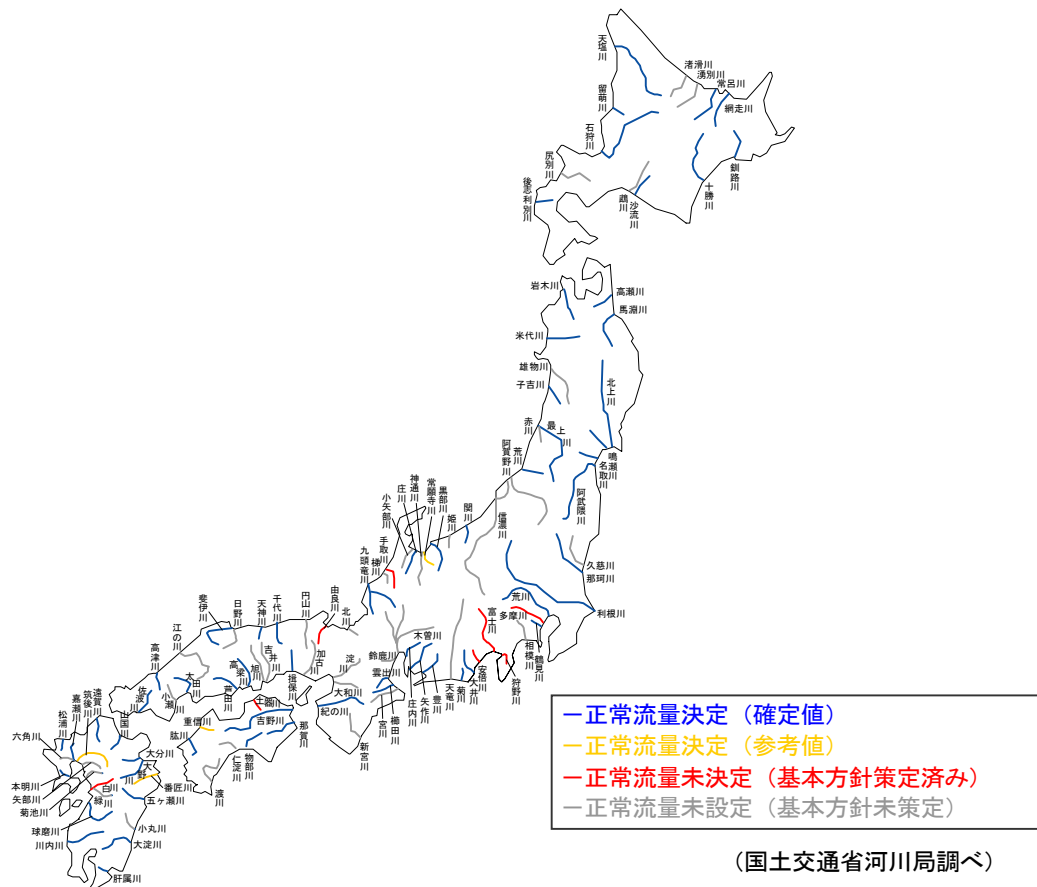 天塩川
渚滑川
湧別川
常呂川
網走川
留萌川
石狩川
尻別川
後志利別川
鵡川
沙流川
十勝川
釧路川
岩木川
高瀬川
馬淵川
米代川
雄物川
子吉川
北上川
赤川
最上川
荒川
阿賀野川
鳴瀬川
名取川
阿武隈川
信濃川
関川
姫川
黒部川
常願寺川
神通川
庄川
小矢部川
手取川
梯川
九頭竜川
久慈川
那珂川
利根川
荒川
多摩川
鶴見川
相模川
富士川
狩野川
安倍川
大井川
菊川
天竜川
豊川
矢作川
庄内川
木曽川
鈴鹿川
雲出川
櫛田川
宮川
新宮川
紀の川
大和川
淀川
北川
由良川
円山川
加古川
揖保川
千代川
天神川
日野川
斐伊川
江の川
高津川
吉井川
旭川
高梁川
芦田川
太田川
小瀬川
佐波川
土器川
吉野川
那賀川
重信川
肱川
物部川
仁淀川
渡川
遠賀川
筑後川
嘉瀬川
松浦川
六角川
山国川
大分川
大野川
番匠川
五ヶ瀬川
本明川
矢部川
菊池川
白川
緑川
球磨川
川内川
小丸川
大淀川
肝属川
ー正常流量決定（確定値）
ー正常流量決定（参考値）
ー正常流量未決定（基本方針策定済み）
ー正常流量未設定（基本方針未策定）
（国土交通省河川局調べ）